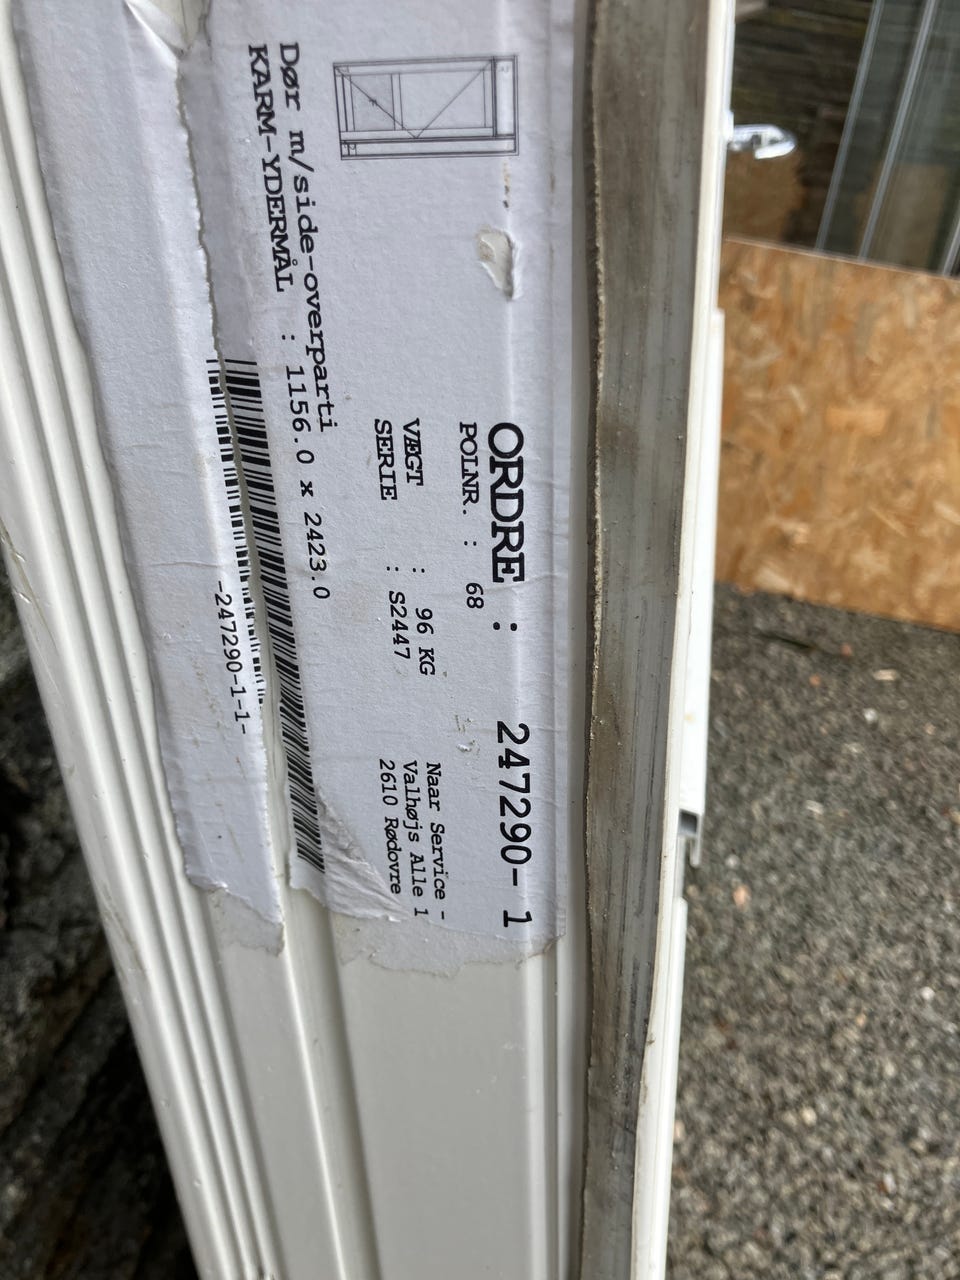 ORDRE : 247290- 1
POLNR. : 68
Naar Service -
VÆGT : 96 KG Valhøjs Alle 1
SERIE : S2447 2610 Rødovre
Dør m/side-overparti
KARM-YDERMÅL : 1156.0 x 2423.0
-247290-1-1-